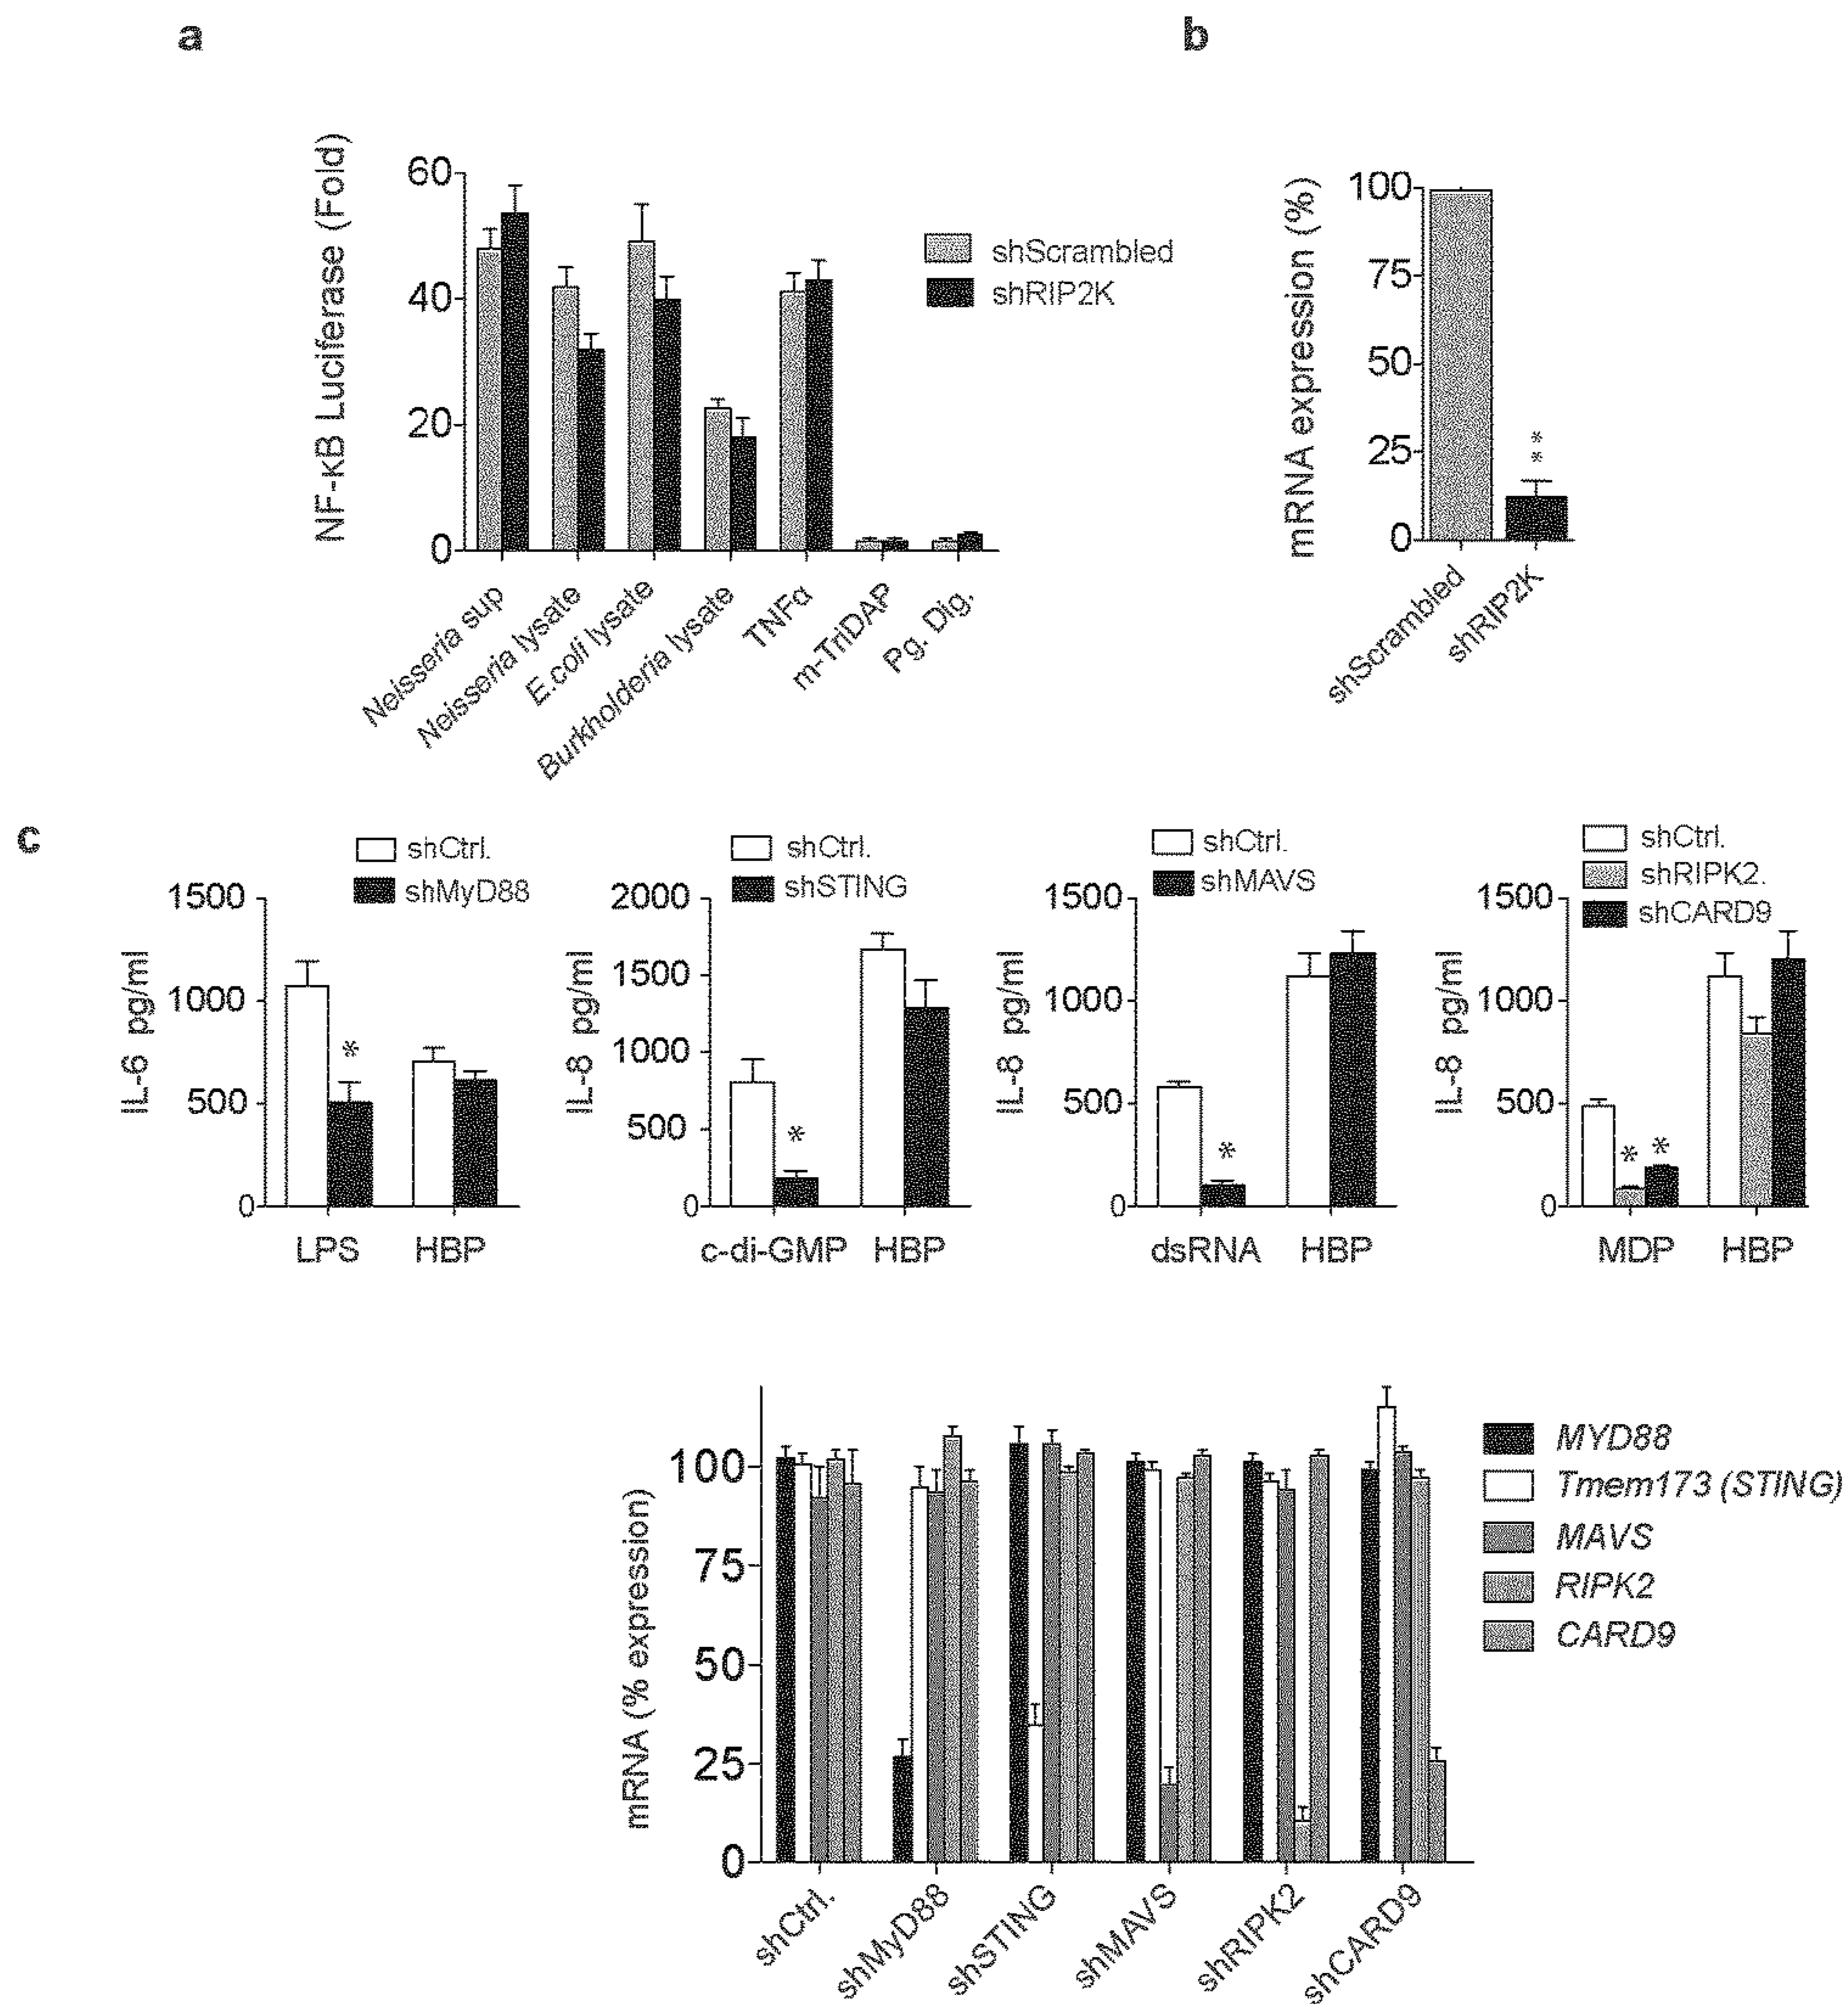 a
NF-κB Luciferase (Fold)
60
40
20
0
Neisseria sup
Neisseria lysate
E.coli lysate
Burkholderia lysate
TNFα
m-TriDAP
Pg. Dig.
shScrambled
shRIP2K
b
mRNA expression (%)
100
75
50
25
0
**
shScrambled
shRIP2K
c
shCtrl.
shMyD88
IL-6 pg/ml
1500
1000
500
0
*
LPS HBP
shCtrl.
shSTING
IL-8 pg/ml
2000
1500
1000
500
0
*
c-di-GMP HBP
shCtrl.
shMAVS
IL-8 pg/ml
1500
1000
500
0
*
dsRNA HBP
shCtrl.
shRIPK2.
shCARD9
IL-8 pg/ml
1500
1000
500
0
* *
MDP HBP
mRNA (% expression)
100
75
50
25
0
shCtrl.
shMyD88
shSTING
shMAVS
shRIPK2
shCARD9
MYD88
Tmem173 (STING)
MAVS
RIPK2
CARD9